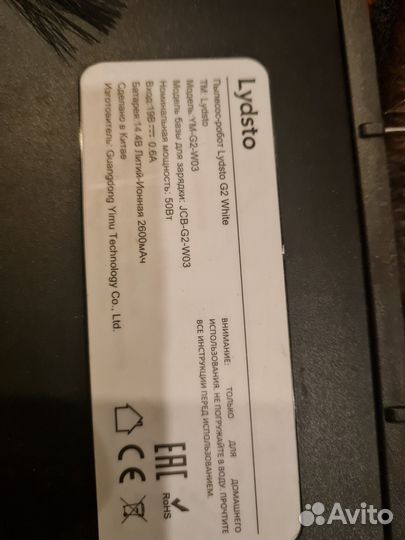 Lydsto
Пылесос-робот Lydsto G2 White
ТМ: Lydsto
Модель:YM-G2-W03
Модель базы для зарядки: JCB-G2-W03
Номинальная мощность: 50Вт
Вход:19В 0.6А
Батарея:14.4В Литий-Ионная 2600мАч
Сделано в Китае
Изготовитель: Guangdong Yimu Technology Co., Ltd.
ВНИМАНИЕ: ТОЛЬКО ДЛЯ ДОМАШНЕГО
ИСПОЛЬЗОВАНИЯ. НЕ ПОГРУЖАЙТЕ В ВОДУ. ПРОЧТИТЕ
ВСЕ ИНСТРУКЦИИ ПЕРЕД ИСПОЛЬЗОВАНИЕМ.
EAC
RoHS
CE
Avito